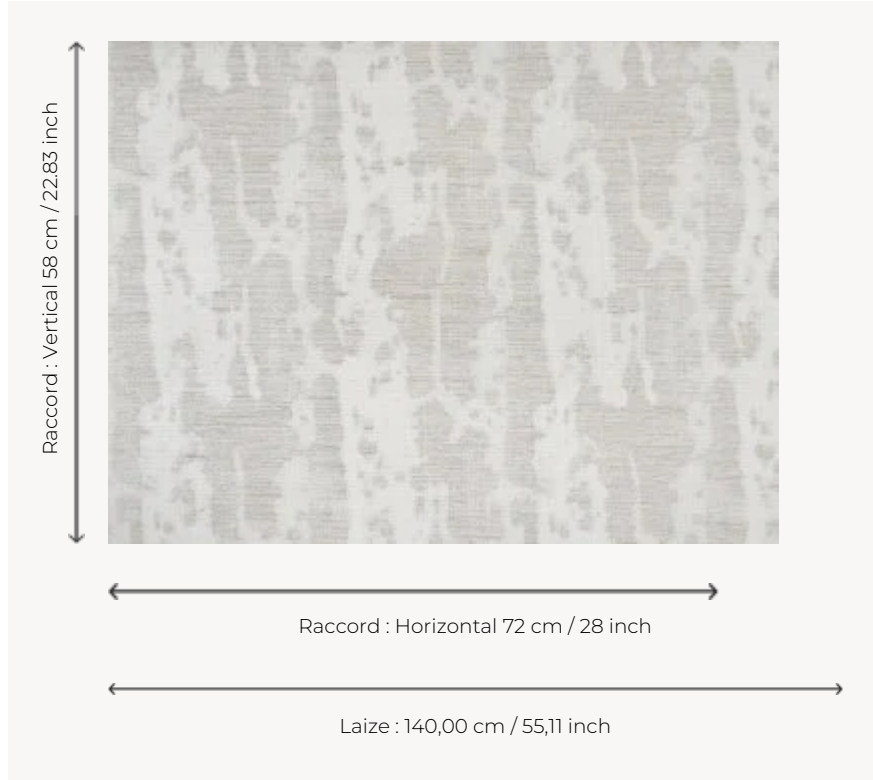 Raccord : Vertical 58 cm / 22.83 inch
Raccord : Horizontal 72 cm / 28 inch
Laize : 140,00 cm / 55,11 inch